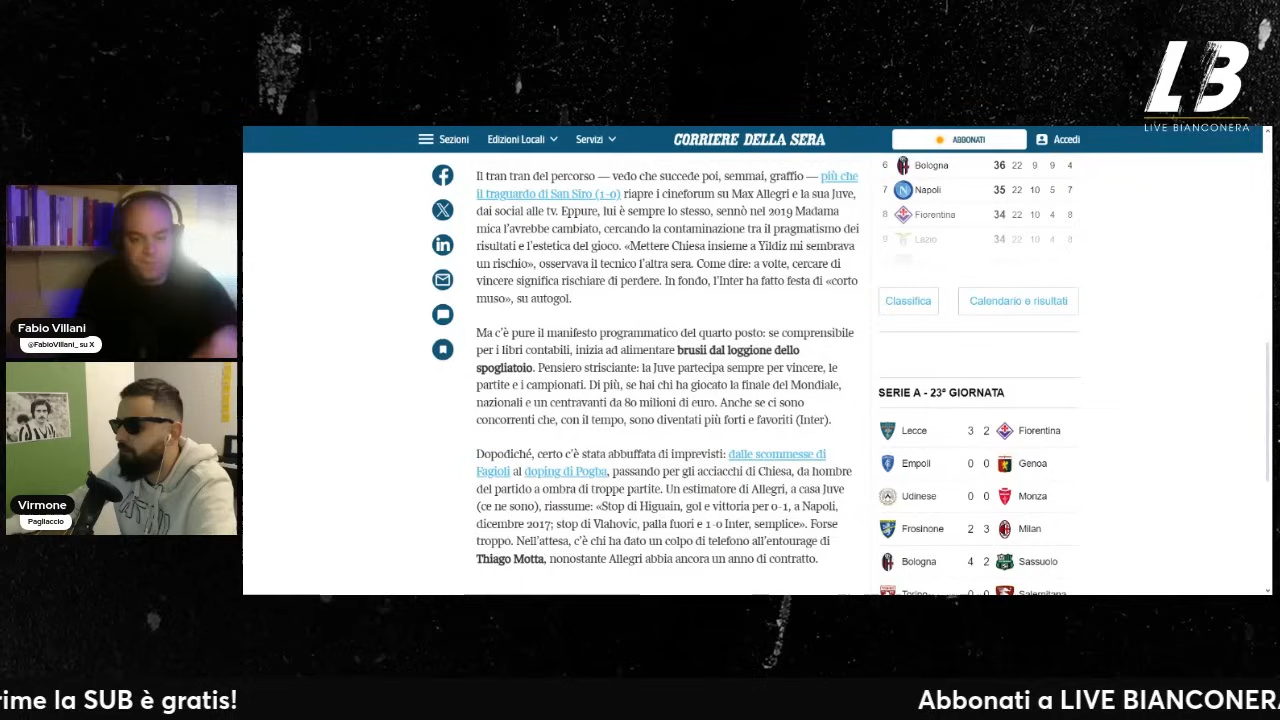 LB
LIVE BIANCONERA
Sezioni
Edizioni Locali
Servizi
CORRIERE DELLA SERA
ABBONATI
Accedi
Il tran tran del percorso — vedo che succede poi, semmai, graffio — più che
il traguardo di San Siro (1-0) riapre i cineforum su Max Allegri e la sua Juve,
dai social alle tv. Eppure, lui è sempre lo stesso, sennò nel 2019 Madama
mica l'avrebbe cambiato, cercando la contaminazione tra il pragmatismo dei
risultati e l'estetica del gioco. «Mettere Chiesa insieme a Yildiz mi sembrava
un rischio», osservava il tecnico l'altra sera. Come dire: a volte, cercare di
vincere significa rischiare di perdere. In fondo, l'Inter ha fatto festa di «corto
muso», su autogol.
Ma c'è pure il manifesto programmatico del quarto posto: se comprensibile
per i libri contabili, inizia ad alimentare brusii dal loggione dello
spogliatoio. Pensiero strisciante: la Juve partecipa sempre per vincere, le
partite e i campionati. Di più, se hai chi ha giocato la finale del Mondiale,
nazionali e un centravanti da 80 milioni di euro. Anche se ci sono
concorrenti che, con il tempo, sono diventati più forti e favoriti (Inter).
Dopodiché, certo c'è stata abbuffata di imprevisti: dalle scommesse di
Fagioli al doping di Pogba, passando per gli acciacchi di Chiesa, da hombre
del partido a ombra di troppe partite. Un estimatore di Allegri, a casa Juve
(ce ne sono), riassume: «Stop di Higuain, gol e vittoria per 0-1, a Napoli,
dicembre 2017; stop di Vlahovic, palla fuori e 1-0 Inter, semplice». Forse
troppo. Nell'attesa, c'è chi ha dato un colpo di telefono all'entourage di
Thiago Motta, nonostante Allegri abbia ancora un anno di contratto.
6 Bologna 36 22 9 9 4
7 Napoli 35 22 10 5 7
8 Fiorentina 34 22 10 4 8
9 Lazio 34 22 10 4 8
Classifica
Calendario e risultati
SERIE A - 23ª GIORNATA
Lecce 3 2 Fiorentina
Empoli 0 0 Genoa
Udinese 0 0 Monza
Frosinone 2 3 Milan
Bologna 4 2 Sassuolo
Torino 0 0 Salernitana
Fabio Villani
@FabioVillani_ su X
Virmone
Pagliaccio
rime la SUB è gratis!
Abbonati a LIVE BIANCONERA